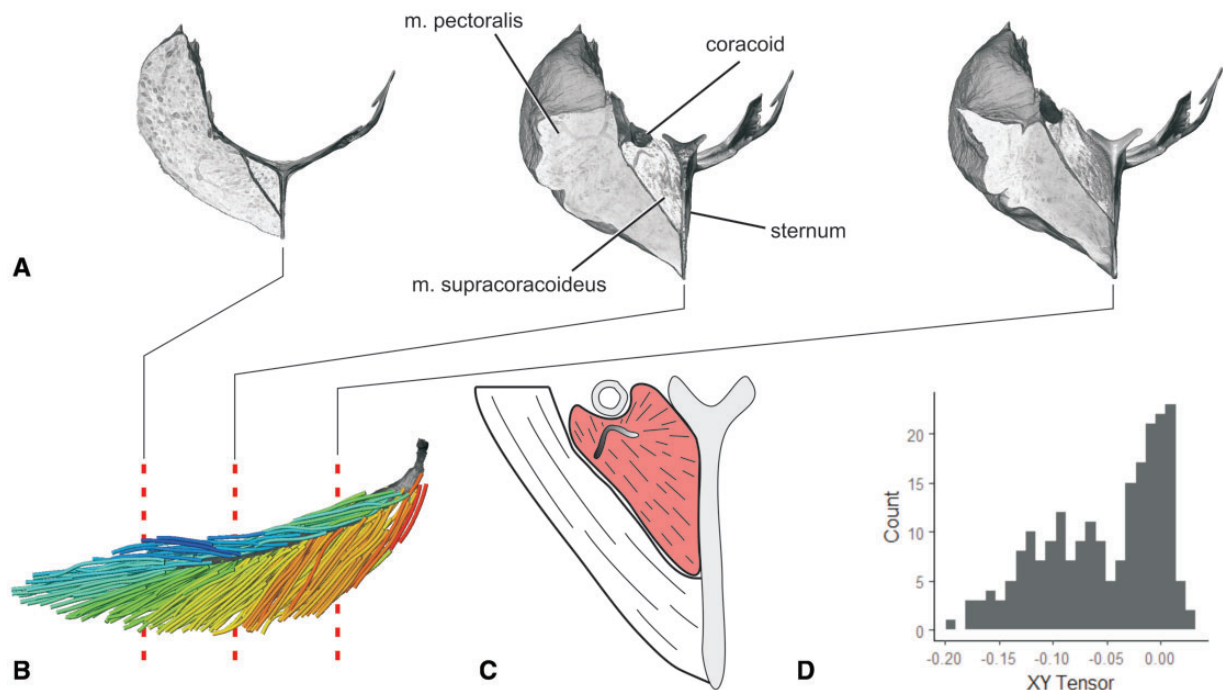 m. pectoralis
coracoid
sternum
m. supracoracoideus
A
B
C
D
Count
20
15
10
5
0
-0.20 -0.15 -0.10 -0.05 0.00
XY Tensor